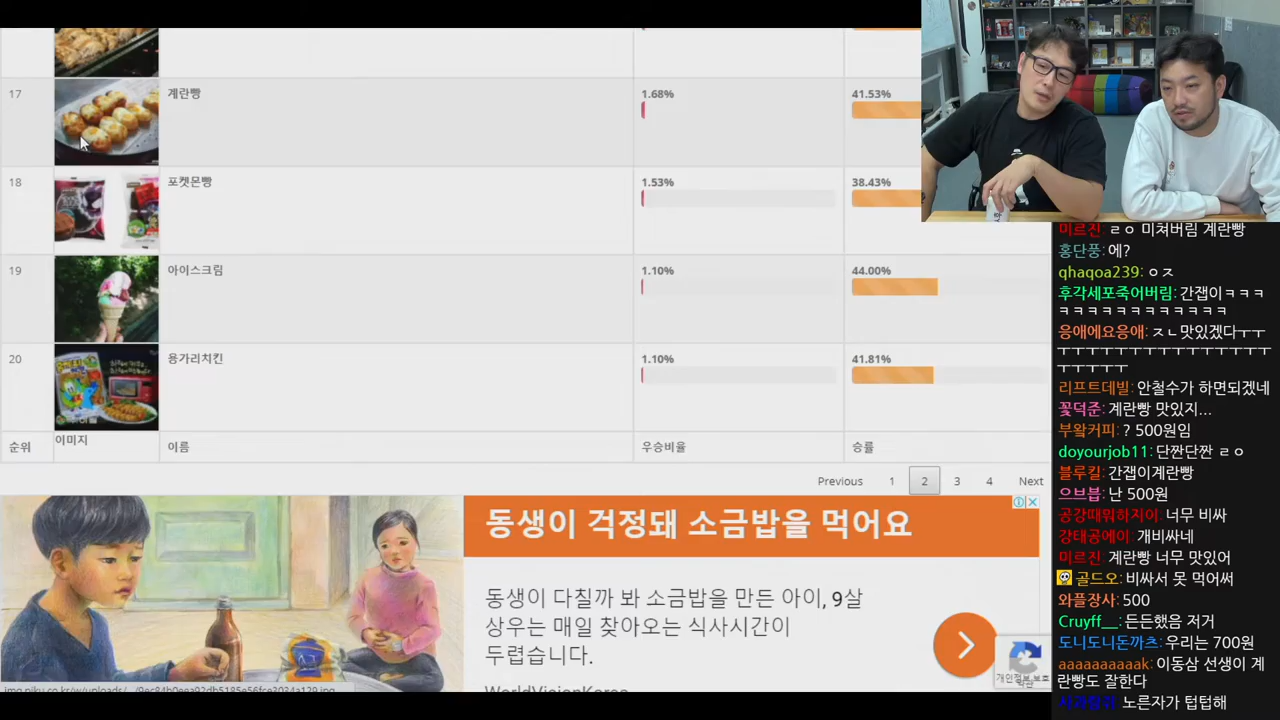 17
계란빵
1.68%
41.53%
18
포켓몬빵
1.53%
38.43%
19
아이스크림
1.10%
44.00%
20
용가리치킨
1.10%
41.81%
순위
이미지
이름
우승비율
승률
Previous
1
2
3
4
Next
동생이 걱정돼 소금밥을 먹어요
동생이 다칠까 봐 소금밥을 만든 아이, 9살
상우는 매일 찾아오는 식사시간이
두렵습니다.
WorldVisionKorea
개인정보 보호
약관
미르진: ㄹㅇ 미쳐버림 계란빵
홍단풍: 에?
qhaqoa239: ㅇㅈ
후각세포죽어버림: 간잽이ㅋㅋㅋ
ㅋㅋㅋㅋㅋㅋㅋㅋㅋㅋㅋㅋ
응애에요응애: ㅈㄴ맛있겠다ㅜㅜ
리프트데빌: 안철수가 하면되겠네
꽃덕준: 계란빵 맛있지...
부왘커피: ? 500원임
doyourjob11: 단짠단짠 ㄹㅇ
블루킬: 간잽이계란빵
으브븝: 난 500원
공강때뭐하지이: 너무 비싸
강태공에이: 개비싸네
미르진: 계란빵 너무 맛있어
골드오: 비싸서 못 먹어써
와플장사: 500
Cruyff__: 든든했음 저거
도니도니돈까츠: 우리는 700원
aaaaaaaaaak: 이동삼 선생이 계
란빵도 잘한다
노른자가 텁텁해